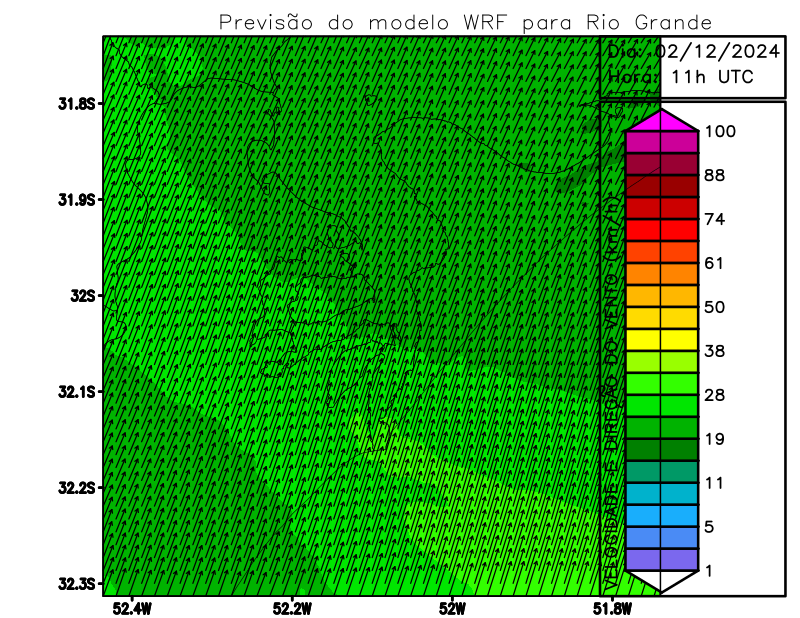 Previsão do modelo WRF para Rio Grande
Dia: 02/12/2024
Hora: 11h UTC
31.8S
31.9S
32S
32.1S
32.2S
32.3S
52.4W
52.2W
52W
51.8W
VELOCIDADE E DIREÇÃO DO VENTO (km/h)
100
88
74
61
50
38
28
19
11
5
1